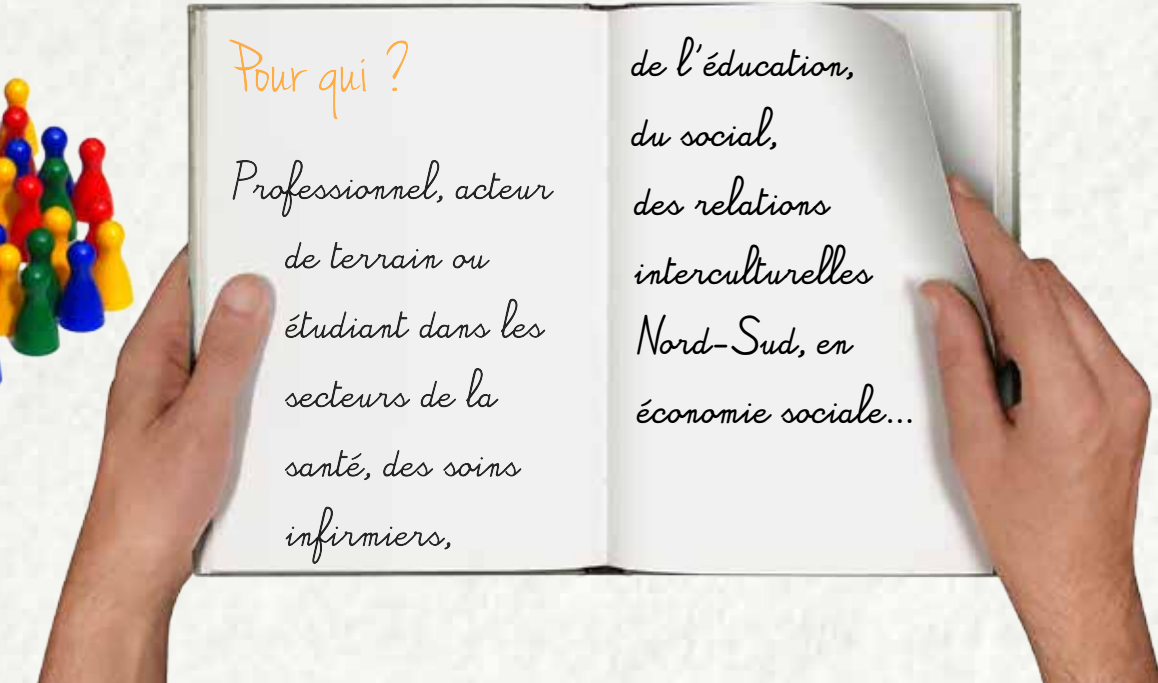 Pour qui ?
Professionnel, acteur
de terrain ou
étudiant dans les
secteurs de la
santé, des soins
infirmiers,
de l'éducation,
du social,
des relations
interculturelles
Nord-Sud, en
économie sociale...